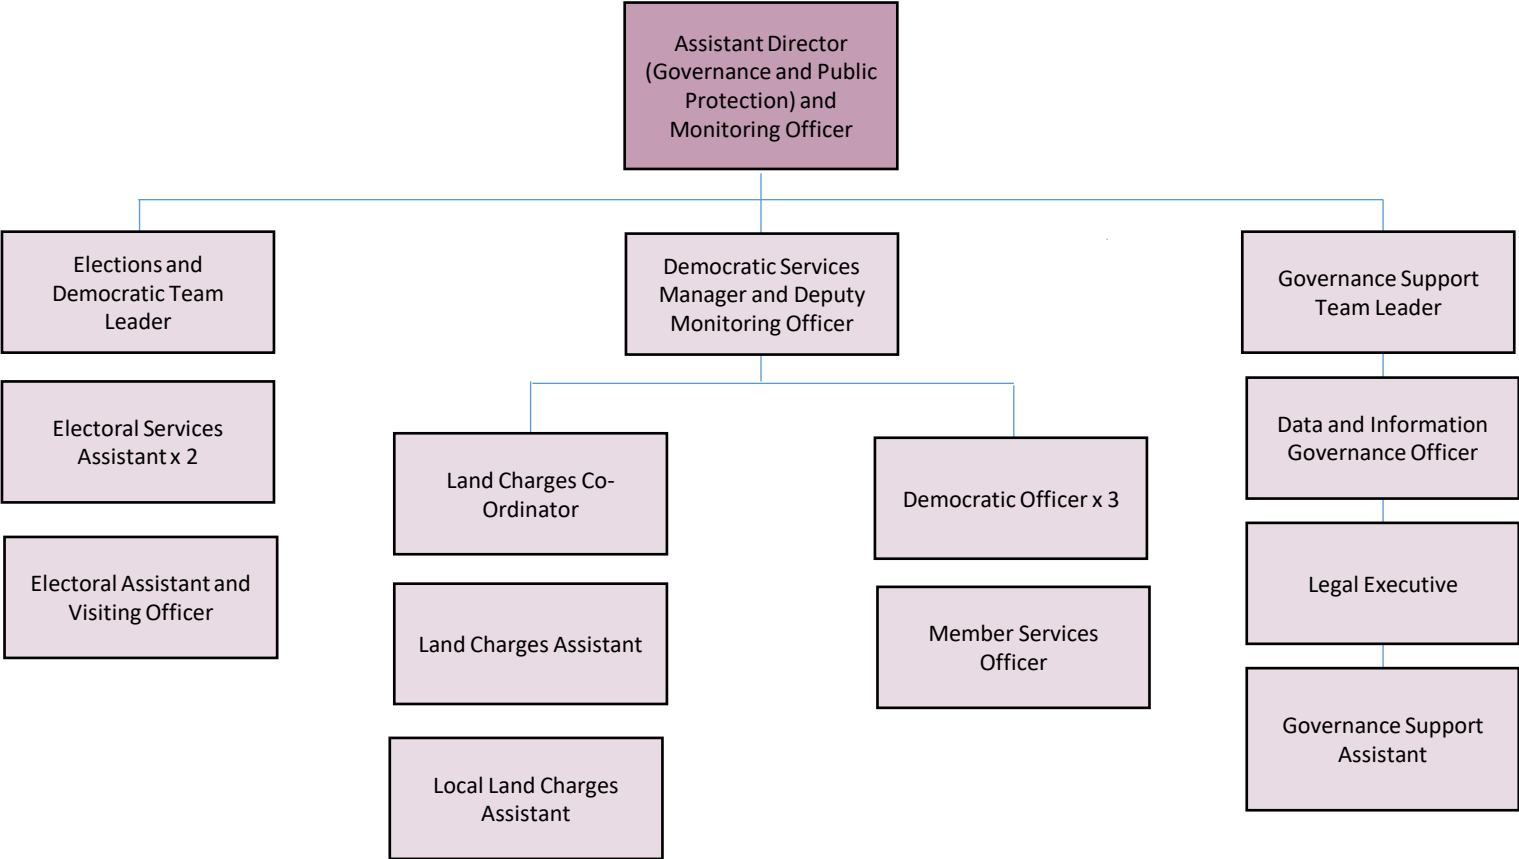 Assistant Director
(Governance and Public
Protection) and
Monitoring Officer
Elections and
Democratic Team
Leader
Democratic Services
Manager and Deputy
Monitoring Officer
Governance Support
Team Leader
Electoral Services
Assistant x 2
Electoral Assistant and
Visiting Officer
Land Charges Co-
Ordinator
Land Charges Assistant
Local Land Charges
Assistant
Democratic Officer x 3
Member Services
Officer
Data and Information
Governance Officer
Legal Executive
Governance Support
Assistant